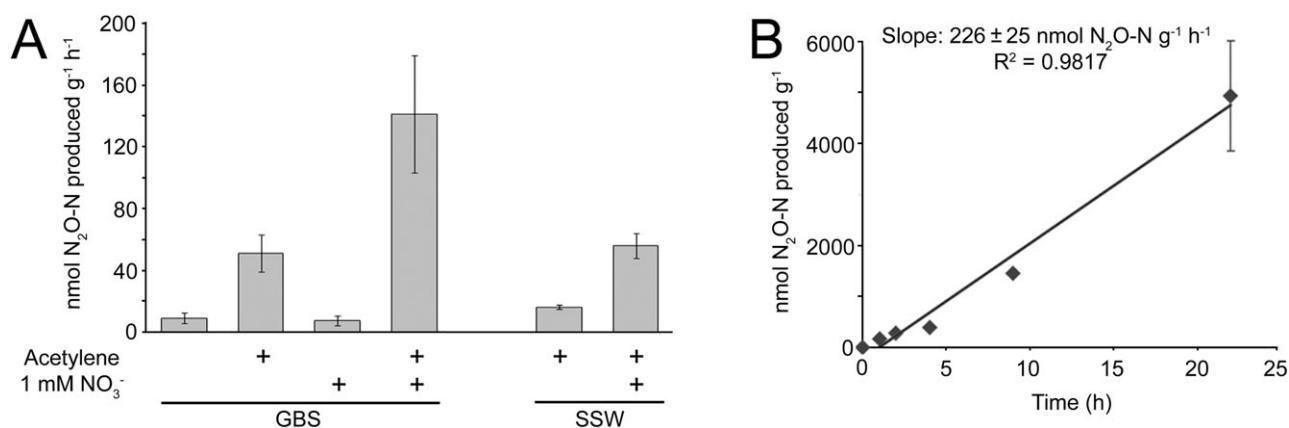 A
nmol N₂O-N produced g⁻¹ h⁻¹
200
160
120
80
60
40
0
Acetylene + + + +
1 mM NO₃⁻ + + +
GBS SSW
B
Slope: 226 ± 25 nmol N₂O-N g⁻¹ h⁻¹
R² = 0.9817
nmol N₂O-N produced g⁻¹
6000
4000
2000
0
0 5 10 15 20 25
Time (h)